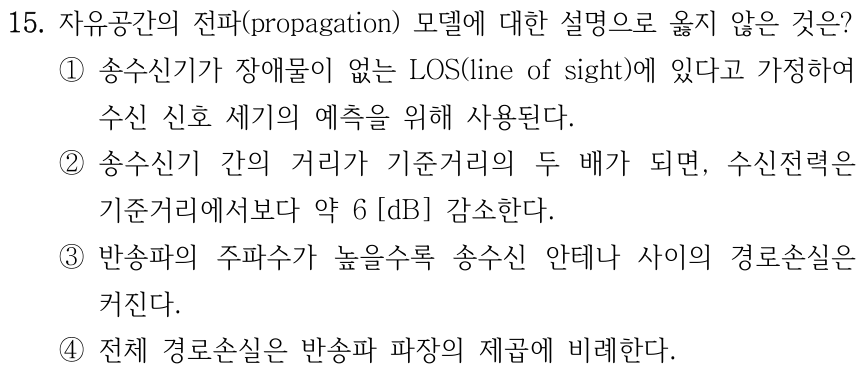 15. 자유공간의 전파(propagation) 모델에 대한 설명으로 옳지 않은 것은?
① 송수신기가 장애물이 없는 LOS(line of sight)에 있다고 가정하여
수신 신호 세기의 예측을 위해 사용된다.
② 송수신기 간의 거리가 기준거리의 두 배가 되면, 수신전력은
기준거리에서보다 약 6 [dB] 감소한다.
③ 반송파의 주파수가 높을수록 송수신 안테나 사이의 경로손실은
커진다.
④ 전체 경로손실은 반송파 파장의 제곱에 비례한다.